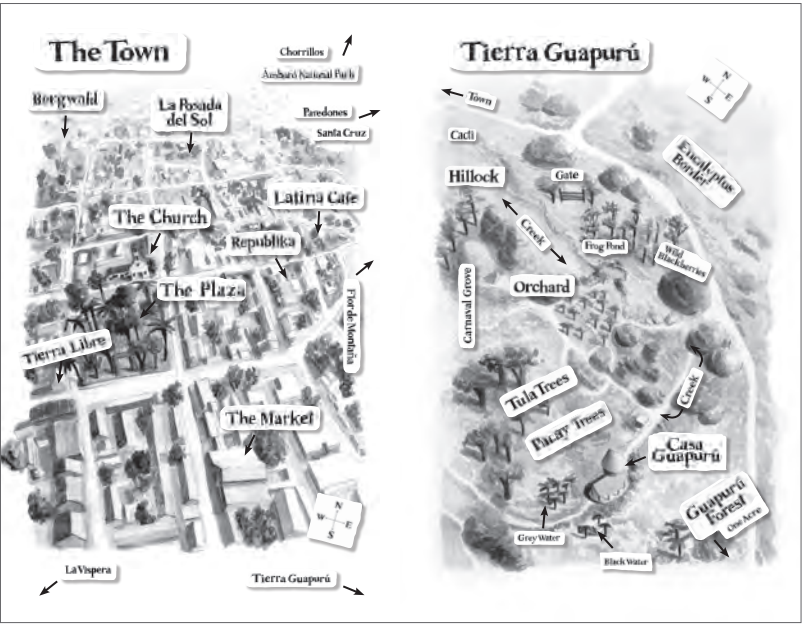 The Town
Chorrillos
Amboró National Park
Bergwald
La Posada
del Sol
Paredones
Santa Cruz
Latina Cafe
The Church
Republika
The Plaza
Flor de Montaña
Tierra Libre
The Market
N
W E
S
La Vispera
Tierra Guapurú
Tierra Guapurú
N
W E
S
Town
Cacti
Eucalyptus
Border
Hillock
Gate
Creek
Frog Pond
Wild
Blackberries
Carnaval Grove
Orchard
Creek
Tula Trees
Pacay Trees
Casa
Guapurú
Guapurú
Forest
One Acre
Grey Water
Black Water